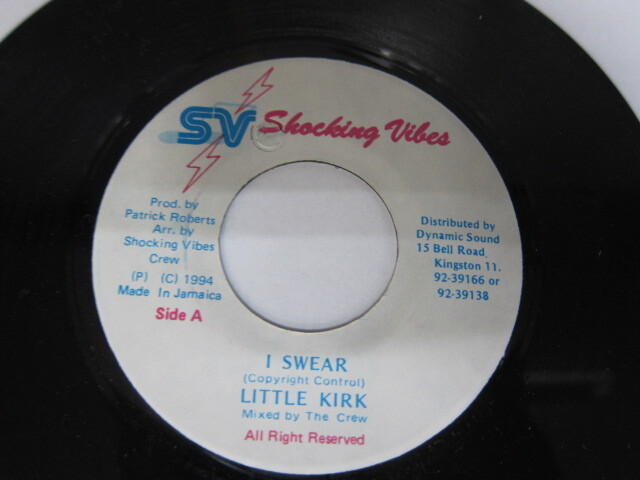 SV Shocking Vibes
Prod. by
Patrick Roberts
Arr. by
Shocking Vibes
Crew
(P) (C) 1994
Made In Jamaica
Side A
Distributed by
Dynamic Sound
15 Bell Road,
Kingston 11.
92-39166 or
92-39138
I SWEAR
(Copyright Control)
LITTLE KIRK
Mixed by The Crew
All Right Reserved